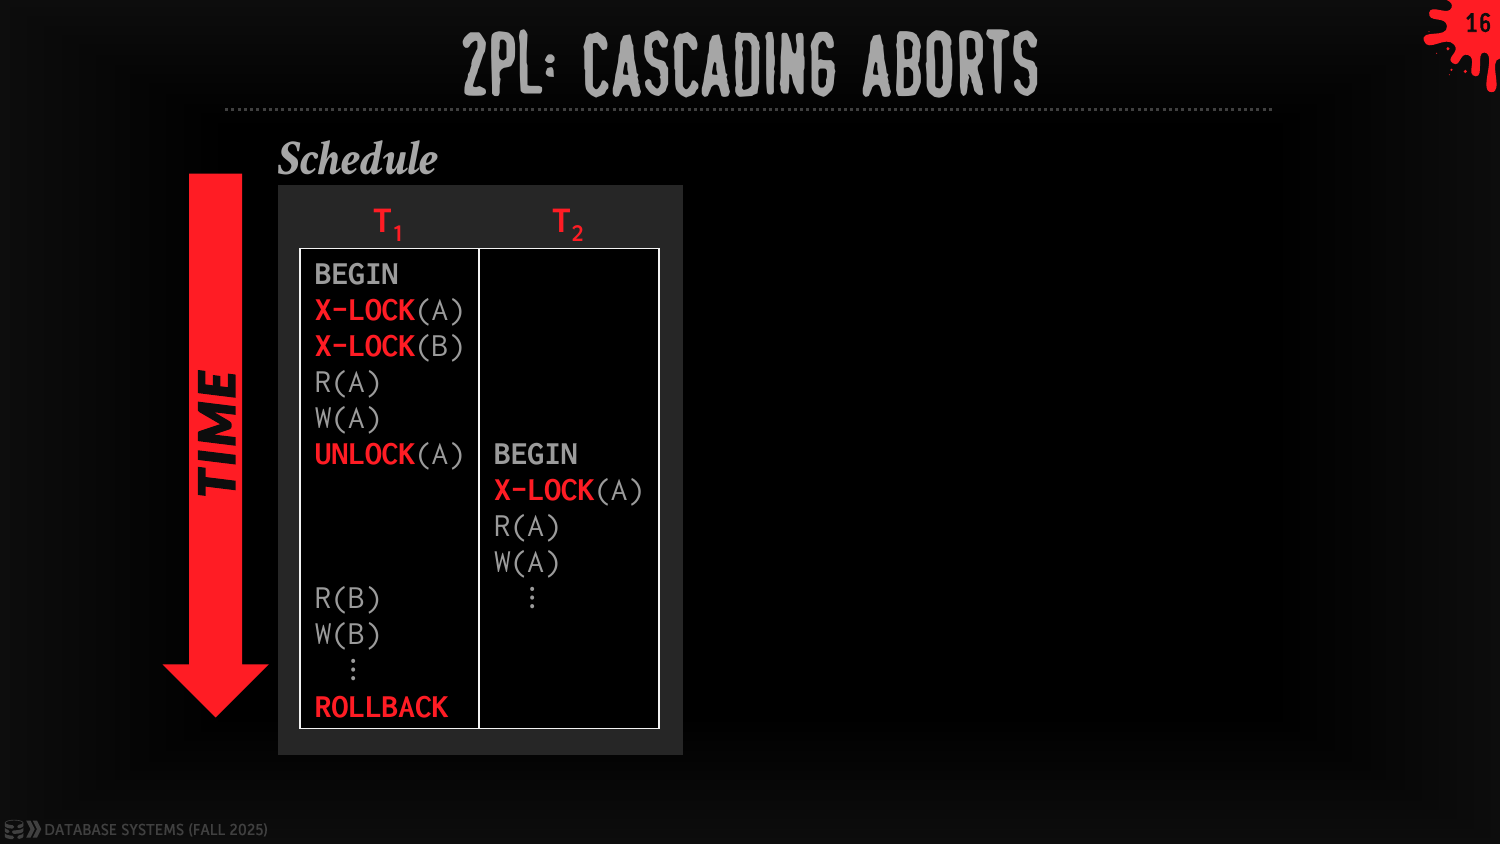 16
2PL: CASCADING ABORTS
Schedule
TIME
T1 T2
BEGIN
X-LOCK(A)
X-LOCK(B)
R(A)
W(A)
UNLOCK(A) BEGIN
X-LOCK(A)
R(A)
W(A)
R(B) ⋮
W(B)
⋮
ROLLBACK
DATABASE SYSTEMS (FALL 2025)